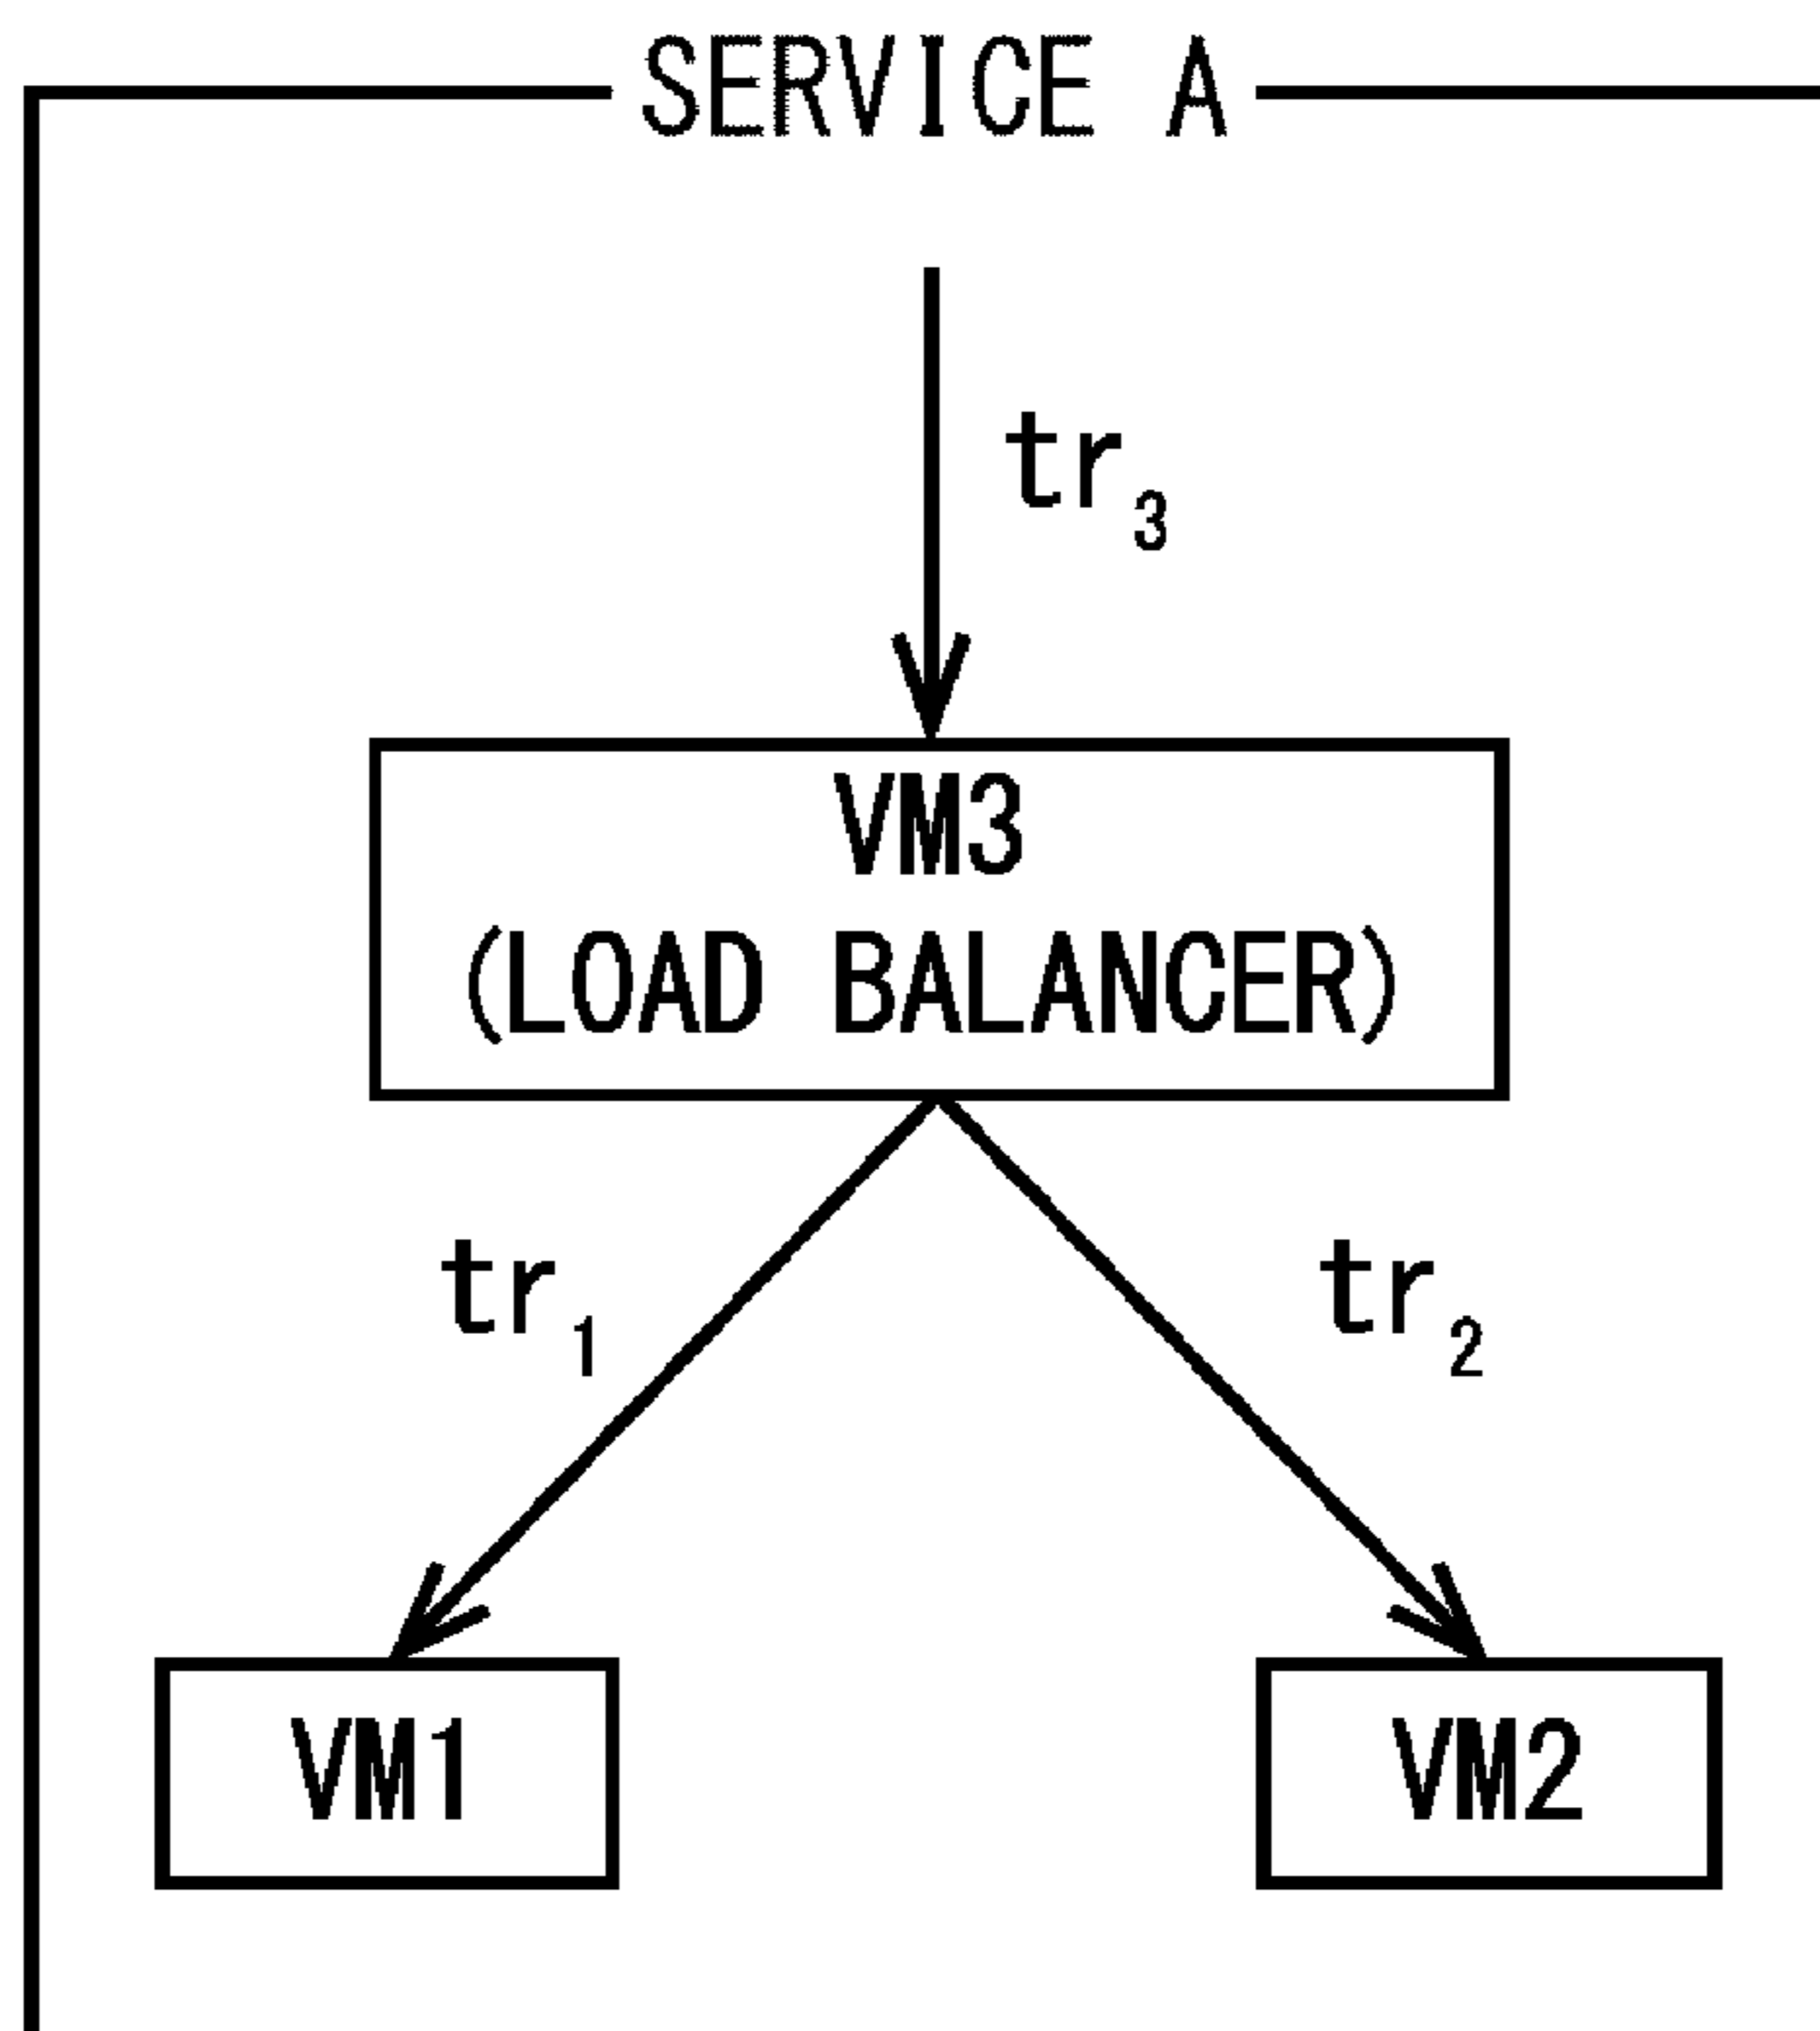 SERVICE A
tr3
VM3
(LOAD BALANCER)
tr1
tr2
VM1
VM2